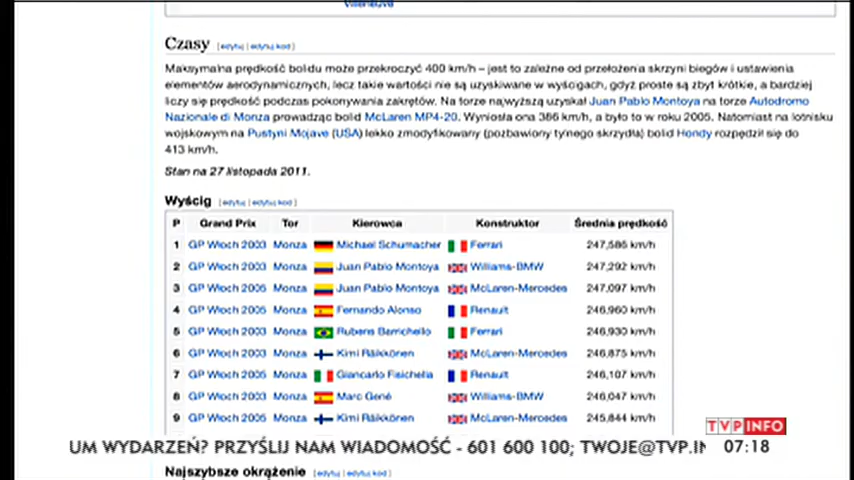 Villeneuve
Czasy [edytuj | edytuj kod]
Maksymalna prędkość bolidu może przekroczyć 400 km/h – jest to zależne od przełożenia skrzyni biegów i ustawienia
elementów aerodynamicznych, lecz takie wartości nie są uzyskiwane w wyścigach, gdyż proste są zbyt krótkie, a bardziej
liczy się prędkość podczas pokonywania zakrętów. Na torze najwyższą uzyskał Juan Pablo Montoya na torze Autodromo
Nazionale di Monza prowadząc bolid McLaren MP4-20. Wyniosła ona 386 km/h, a było to w roku 2005. Natomiast na lotnisku
wojskowym na Pustyni Mojave (USA) lekko zmodyfikowany (pozbawiony tylnego skrzydła) bolid Hondy rozpędził się do
413 km/h.
Stan na 27 listopada 2011.
Wyścig [edytuj | edytuj kod]
P Grand Prix Tor Kierowca Konstruktor Średnia prędkość
1 GP Włoch 2003 Monza Michael Schumacher Ferrari 247,586 km/h
2 GP Włoch 2003 Monza Juan Pablo Montoya Williams-BMW 247,292 km/h
3 GP Włoch 2005 Monza Juan Pablo Montoya McLaren-Mercedes 247,097 km/h
4 GP Włoch 2005 Monza Fernando Alonso Renault 246,960 km/h
5 GP Włoch 2003 Monza Rubens Barrichello Ferrari 246,930 km/h
6 GP Włoch 2003 Monza Kimi Räikkönen McLaren-Mercedes 246,875 km/h
7 GP Włoch 2005 Monza Giancarlo Fisichella Renault 246,107 km/h
8 GP Włoch 2003 Monza Marc Gené Williams-BMW 246,047 km/h
9 GP Włoch 2005 Monza Kimi Räikkönen McLaren-Mercedes 245,844 km/h
TVP INFO
UM WYDARZEŃ? PRZYŚLIJ NAM WIADOMOŚĆ - 601 600 100; TWOJE@TVP.IN 07:18
Najszybsze okrążenie [edytuj | edytuj kod]